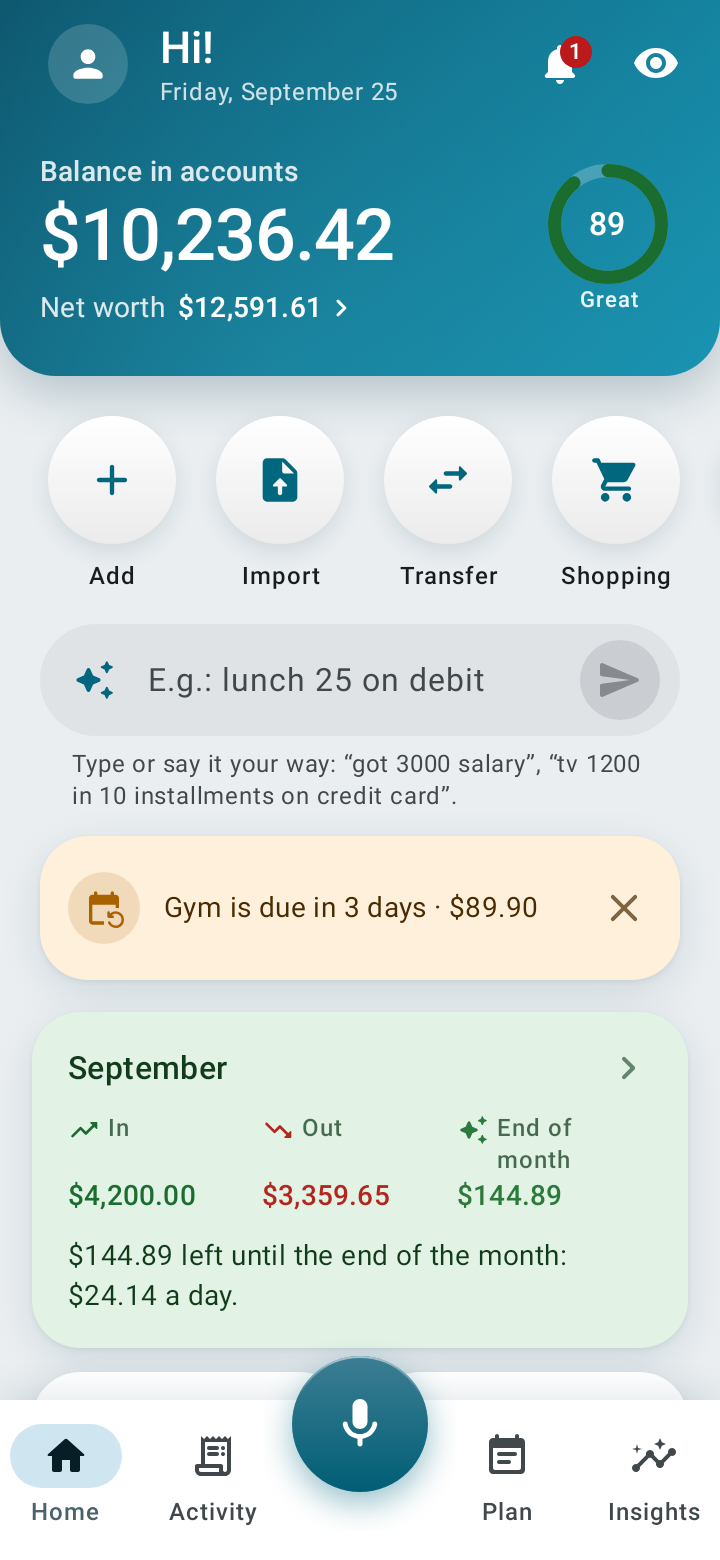 Hi!
Friday, September 25
1
Balance in accounts
$10,236.42
Net worth $12,591.61
89
Great
Add
Import
Transfer
Shopping
E.g.: lunch 25 on debit
Type or say it your way: “got 3000 salary”, “tv 1200
in 10 installments on credit card”.
Gym is due in 3 days · $89.90
September
In
$4,200.00
Out
$3,359.65
End of
month
$144.89
$144.89 left until the end of the month:
$24.14 a day.
Home
Activity
Plan
Insights